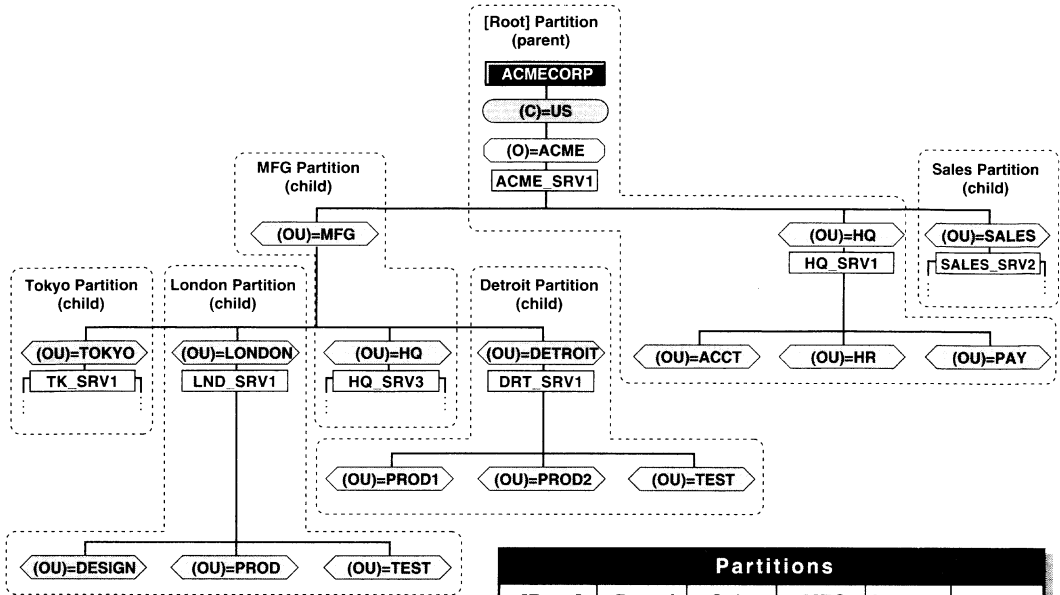 [Root] Partition
(parent)
ACMECORP
(C)=US
(O)=ACME
ACME_SRV1
MFG Partition
(child)
Sales Partition
(child)
(OU)=MFG
(OU)=HQ
(OU)=SALES
HQ_SRV1
SALES_SRV2
Tokyo Partition
(child)
London Partition
(child)
Detroit Partition
(child)
(OU)=TOKYO
(OU)=LONDON
(OU)=HQ
(OU)=DETROIT
(OU)=ACCT
(OU)=HR
(OU)=PAY
TK_SRV1
LND_SRV1
HQ_SRV3
DRT_SRV1
(OU)=PROD1
(OU)=PROD2
(OU)=TEST
(OU)=DESIGN
(OU)=PROD
(OU)=TEST
Partitions